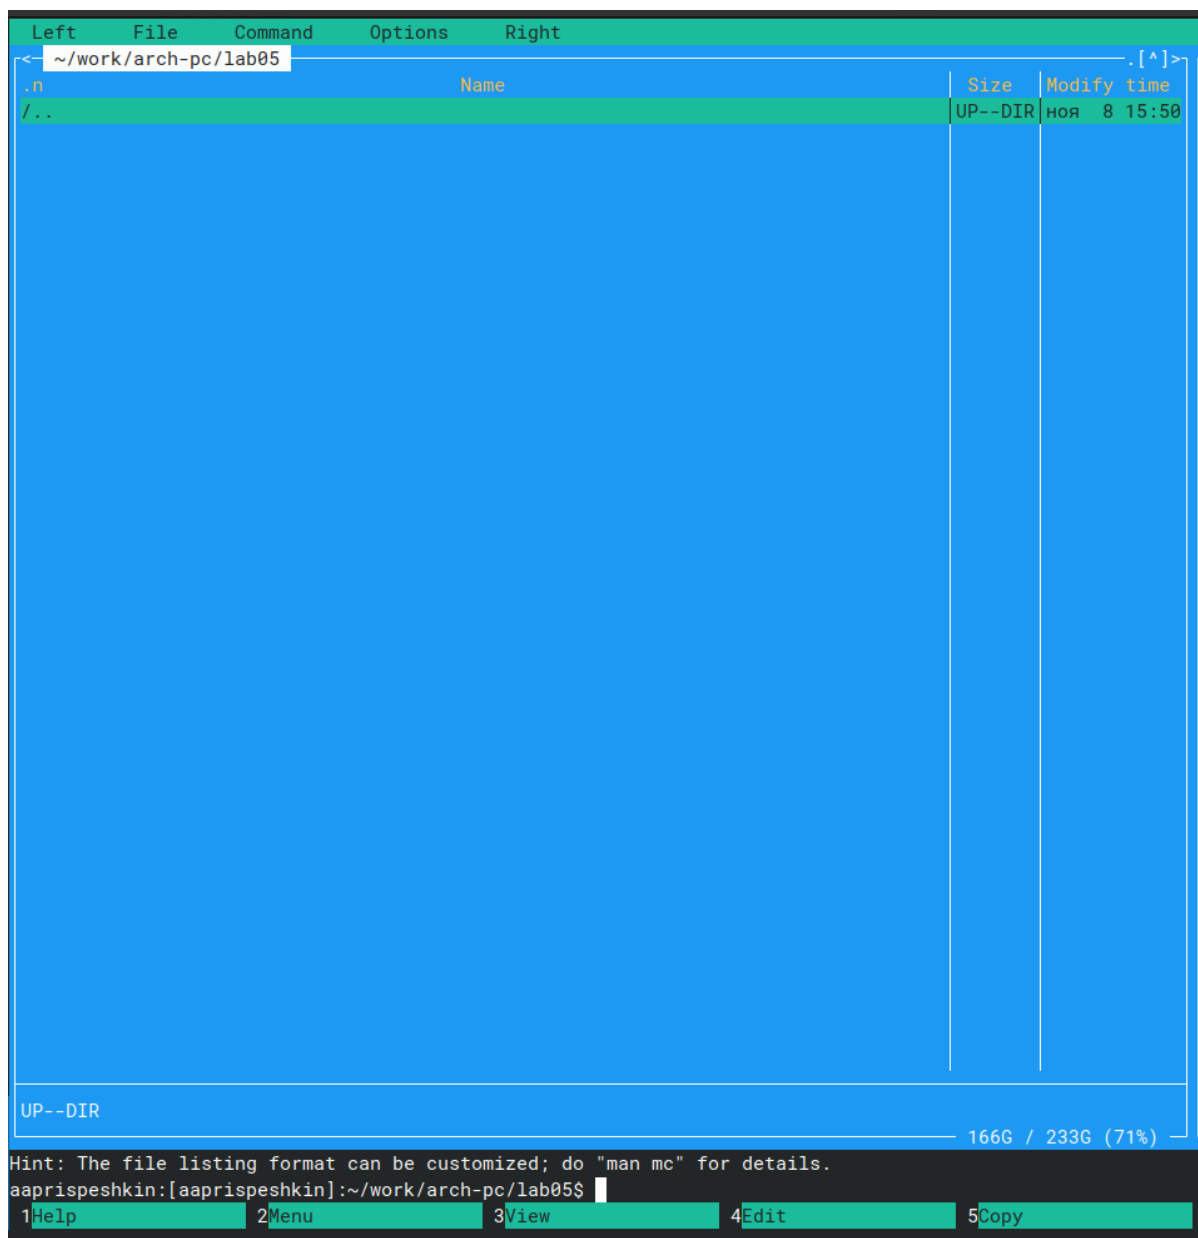 Left File Command Options Right
<- ~/work/arch-pc/lab05 .[^]>
.n Name Size Modify time
/.. UP--DIR ноя 8 15:50
UP--DIR
166G / 233G (71%)
Hint: The file listing format can be customized; do "man mc" for details.
aaprispeshkin:[aaprispeshkin]:~/work/arch-pc/lab05$
1Help 2Menu 3View 4Edit 5Copy